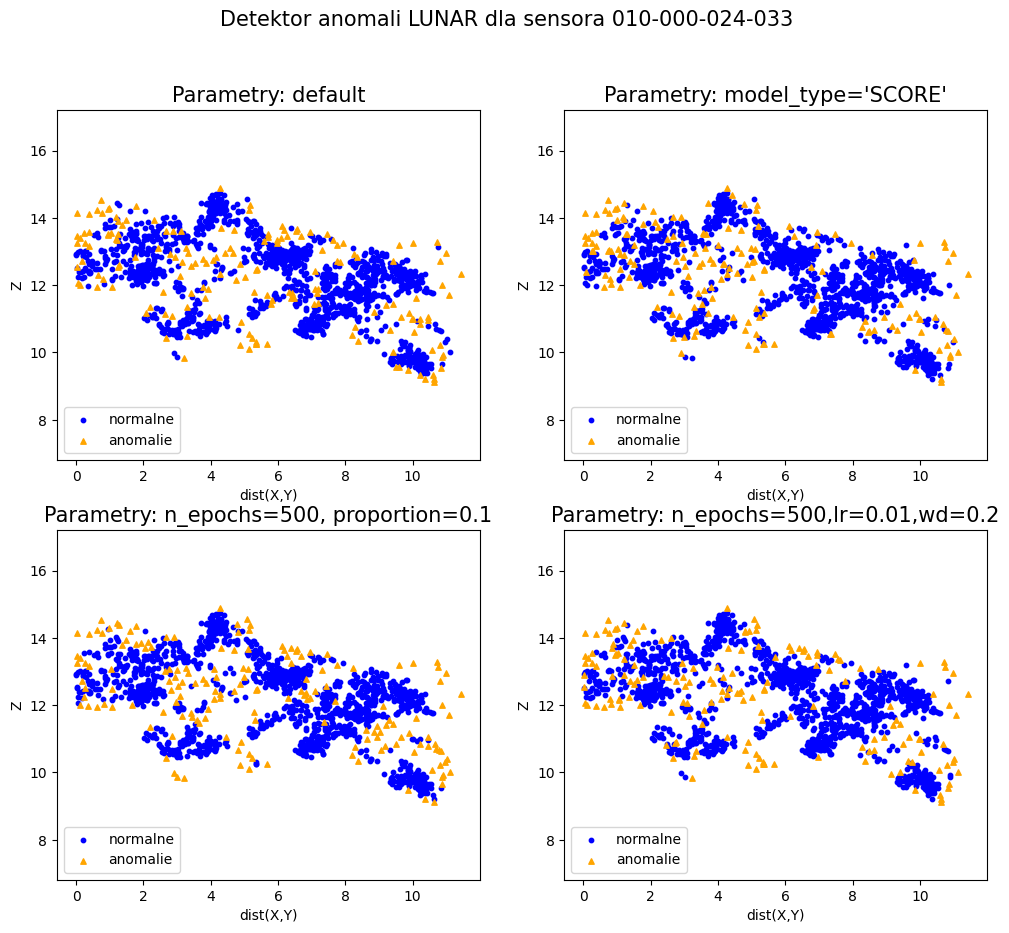 Detektor anomali LUNAR dla sensora 010-000-024-033
Parametry: default
Z
16
14
12
10
8
normalne
anomalie
0 2 4 6 8 10
dist(X,Y)
Parametry: model_type='SCORE'
Z
16
14
12
10
8
normalne
anomalie
0 2 4 6 8 10
dist(X,Y)
Parametry: n_epochs=500, proportion=0.1
Z
16
14
12
10
8
normalne
anomalie
0 2 4 6 8 10
dist(X,Y)
Parametry: n_epochs=500,lr=0.01,wd=0.2
Z
16
14
12
10
8
normalne
anomalie
0 2 4 6 8 10
dist(X,Y)